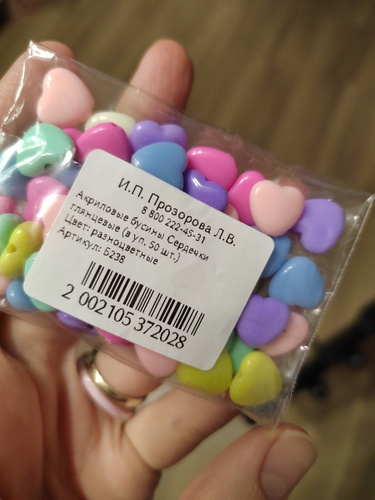 И.П. Прозорова Л.В.
8 800 222-45-31
Акриловые бусины Сердечки
глянцевые (в уп. 50 шт.)
Цвет: разноцветные
Артикул: Б238
2 002105 372028